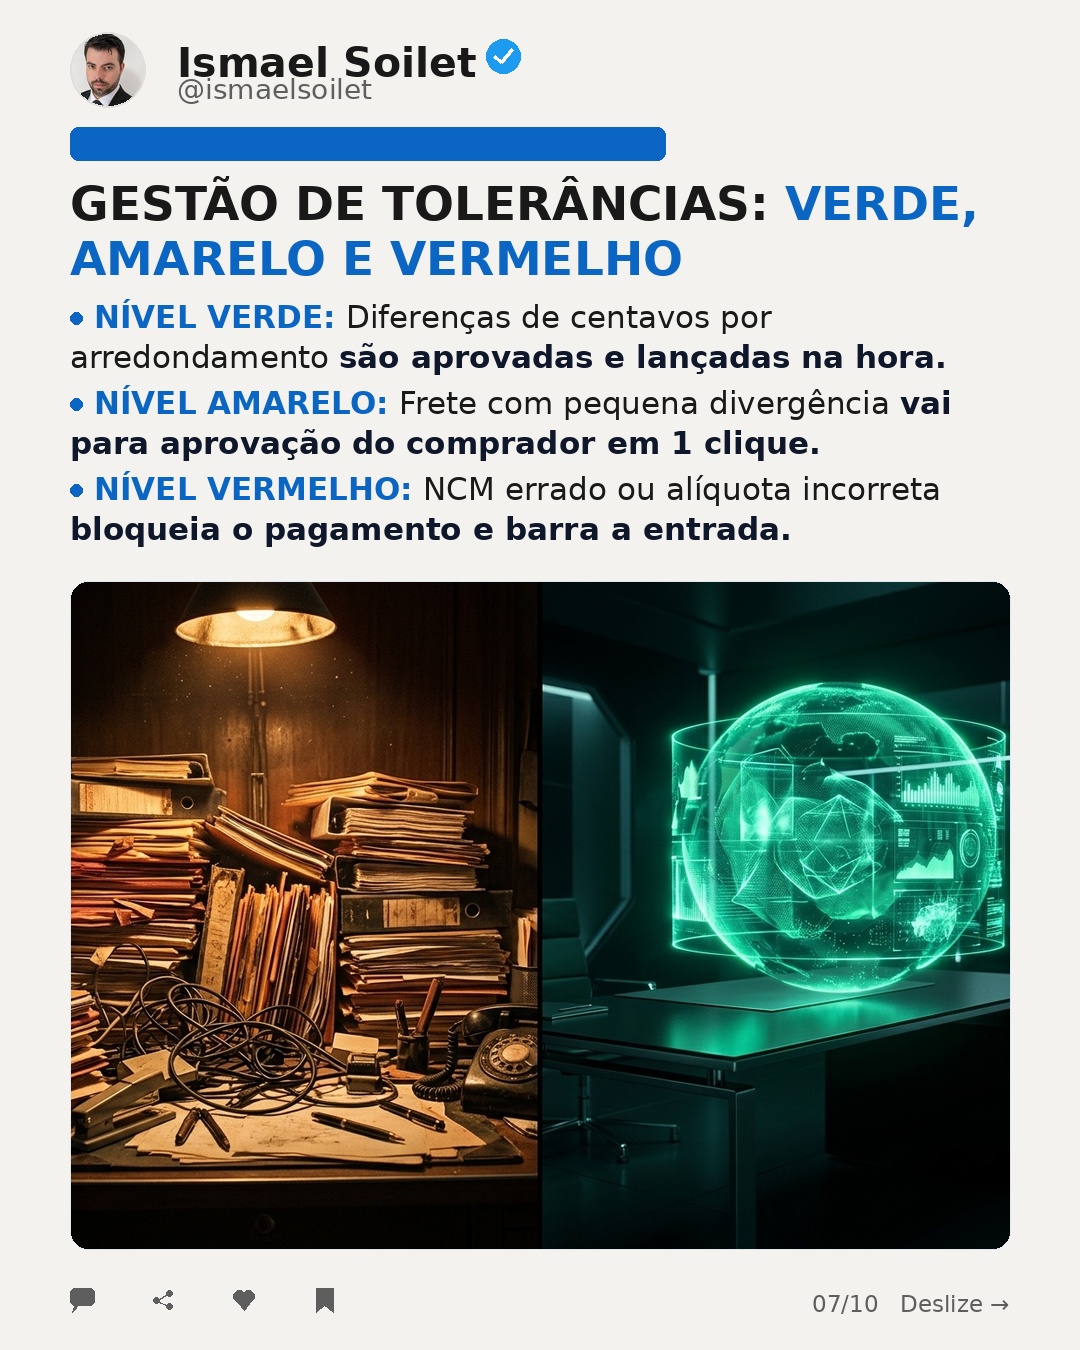 Ismael Soilet
@ismaelsoilet
GESTÃO DE TOLERÂNCIAS: VERDE,
AMARELO E VERMELHO
• NÍVEL VERDE: Diferenças de centavos por
arredondamento são aprovadas e lançadas na hora.
• NÍVEL AMARELO: Frete com pequena divergência vai
para aprovação do comprador em 1 clique.
• NÍVEL VERMELHO: NCM errado ou alíquota incorreta
bloqueia o pagamento e barra a entrada.
07/10 Deslize →